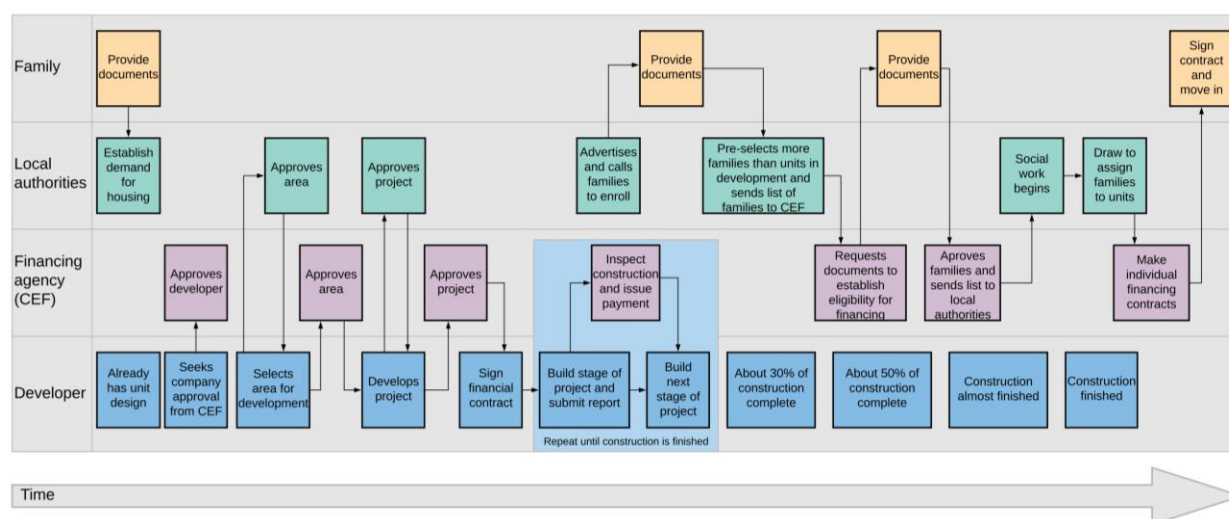 Family
Provide
documents
Provide
documents
Provide
documents
Sign
contract
and
move in
Local
authorities
Establish
demand
for
housing
Approves
area
Approves
project
Advertises
and calls
families
to enroll
Pre-selects more
families than units in
development and
sends list of
families to CEF
Social
work
begins
Draw to
assign
families
to units
Financing
agency
(CEF)
Approves
developer
Approves
area
Approves
project
Inspect
construction
and issue
payment
Requests
documents to
establish
eligibility for
financing
Aproves
families and
sends list to
local
authorities
Make
individual
financing
contracts
Developer
Already
has unit
design
Seeks
company
approval
from CEF
Selects
area for
development
Develops
project
Sign
financial
contract
Build stage of
project and
submit report
Build
next
stage of
project
Repeat until construction is finished
About 30% of
construction
complete
About 50% of
construction
complete
Construction
almost finished
Construction
finished
Time